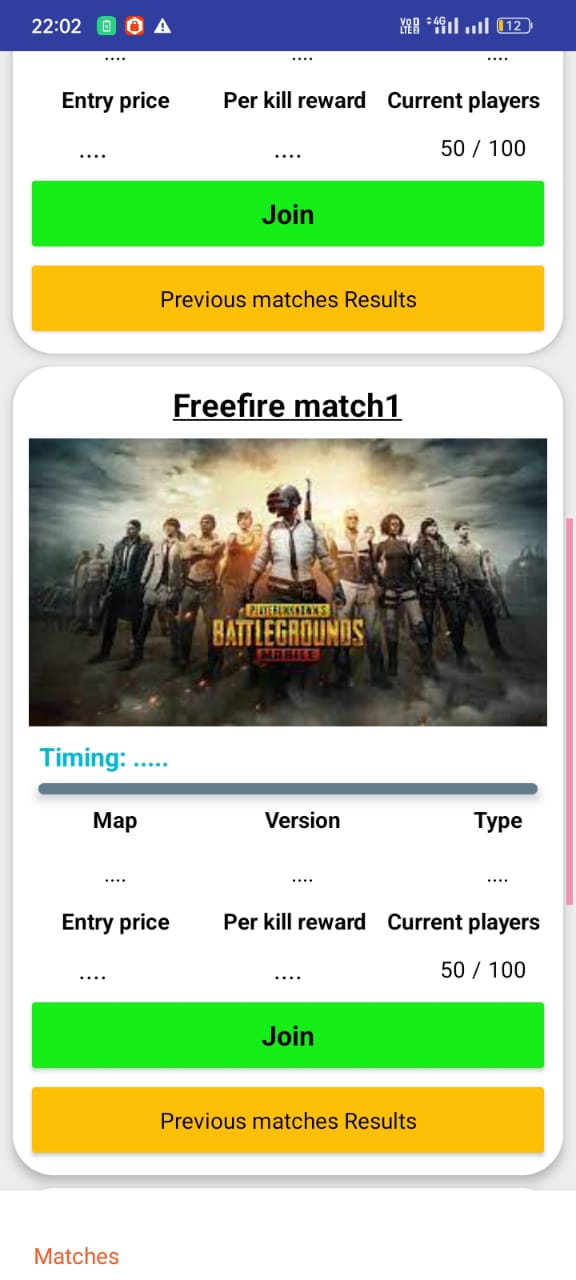 22:02 Vo LTE 4G 12
.... .... ....
Entry price Per kill reward Current players
.... .... 50 / 100
Join
Previous matches Results
Freefire match1
PLAYERUNKNOWN'S
BATTLEGROUNDS
MOBILE
Timing: .....
Map Version Type
.... .... ....
Entry price Per kill reward Current players
.... .... 50 / 100
Join
Previous matches Results
Matches